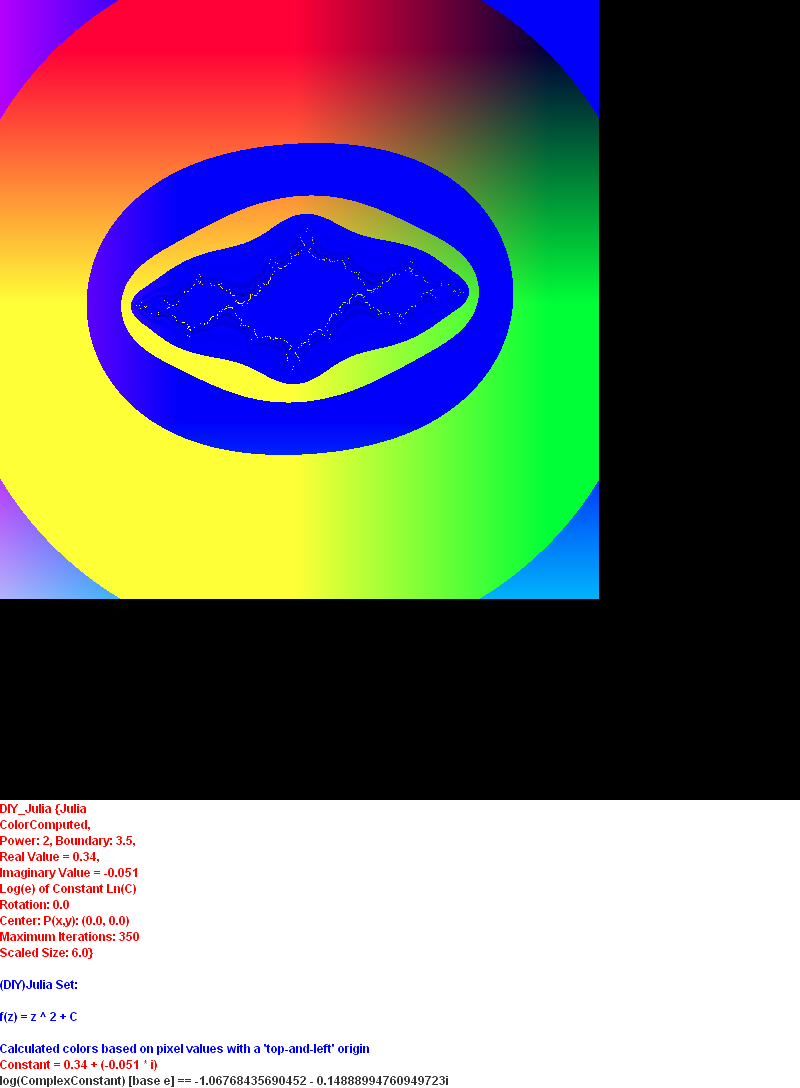 DIY_Julia {Julia
ColorComputed,
Power: 2, Boundary: 3.5,
Real Value = 0.34,
Imaginary Value = -0.051
Log(e) of Constant Ln(C)
Rotation: 0.0
Center: P(x,y): (0.0, 0.0)
Maximum Iterations: 350
Scaled Size: 6.0}
(DIY)Julia Set:
f(z) = z ^ 2 + C
Calculated colors based on pixel values with a 'top-and-left' origin
Constant = 0.34 + (-0.051 * i)
log(ComplexConstant) [base e] == -1.06768435690452 - 0.14888994760949723i